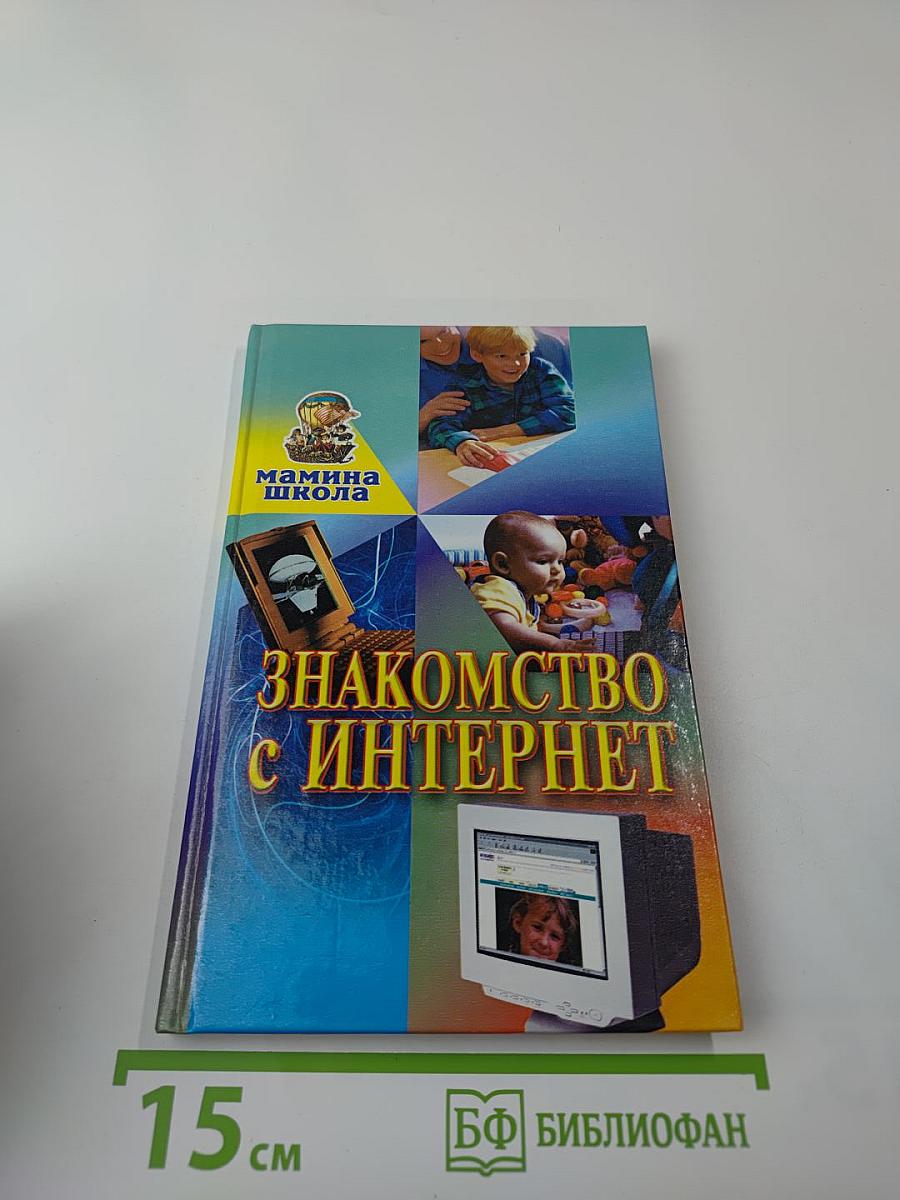 мамина
школа
ЗНАКОМСТВО
с ИНТЕРНЕТ
15 см
БФ БИБЛИОФАН